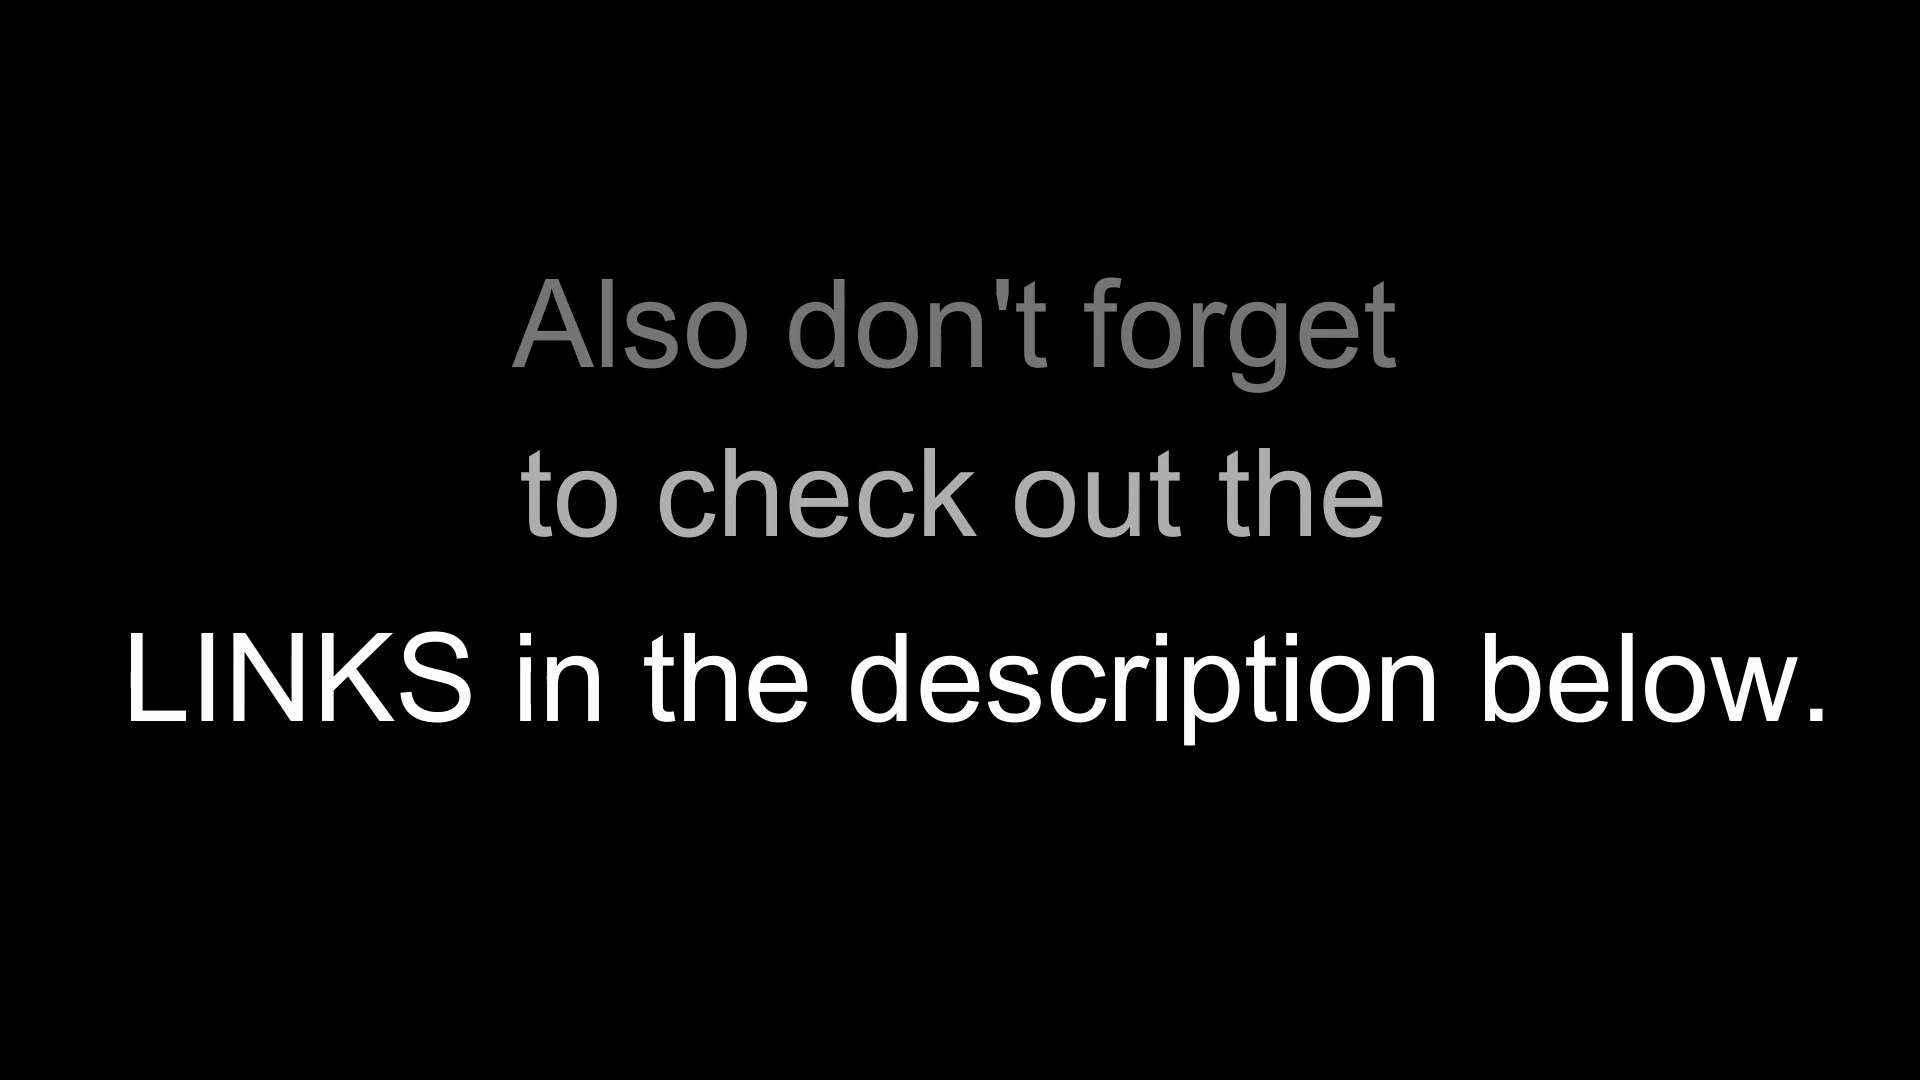 Also don't forget
to check out the
LINKS in the description below.